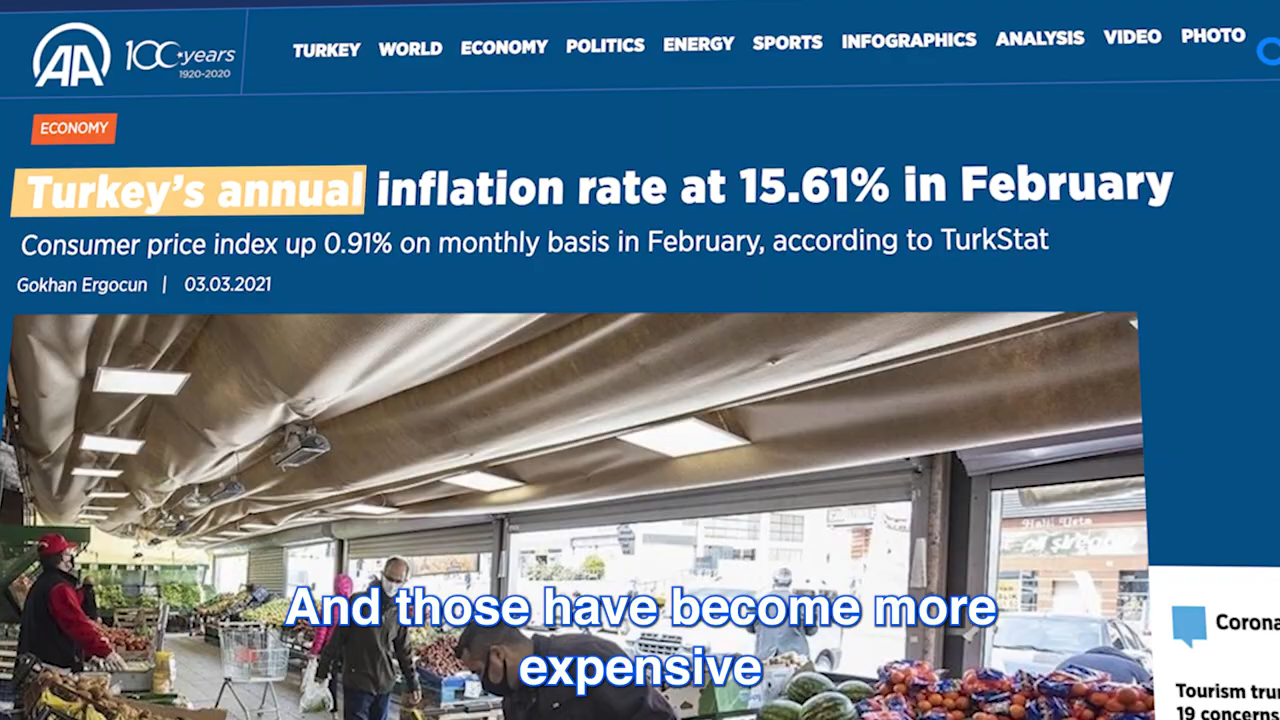 AA 100 years
1920-2020
TURKEY WORLD ECONOMY POLITICS ENERGY SPORTS INFOGRAPHICS ANALYSIS VIDEO PHOTO
ECONOMY
Turkey's annual inflation rate at 15.61% in February
Consumer price index up 0.91% on monthly basis in February, according to TurkStat
Gokhan Ergocun | 03.03.2021
And those have become more
expensive
Corona
Tourism
19 concerns